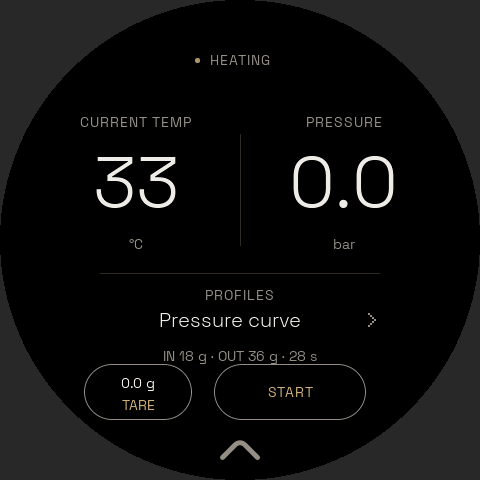 HEATING
CURRENT TEMP
PRESSURE
33
0.0
°C
bar
PROFILES
Pressure curve
IN 18 g · OUT 36 g · 28 s
0.0 g
TARE
START